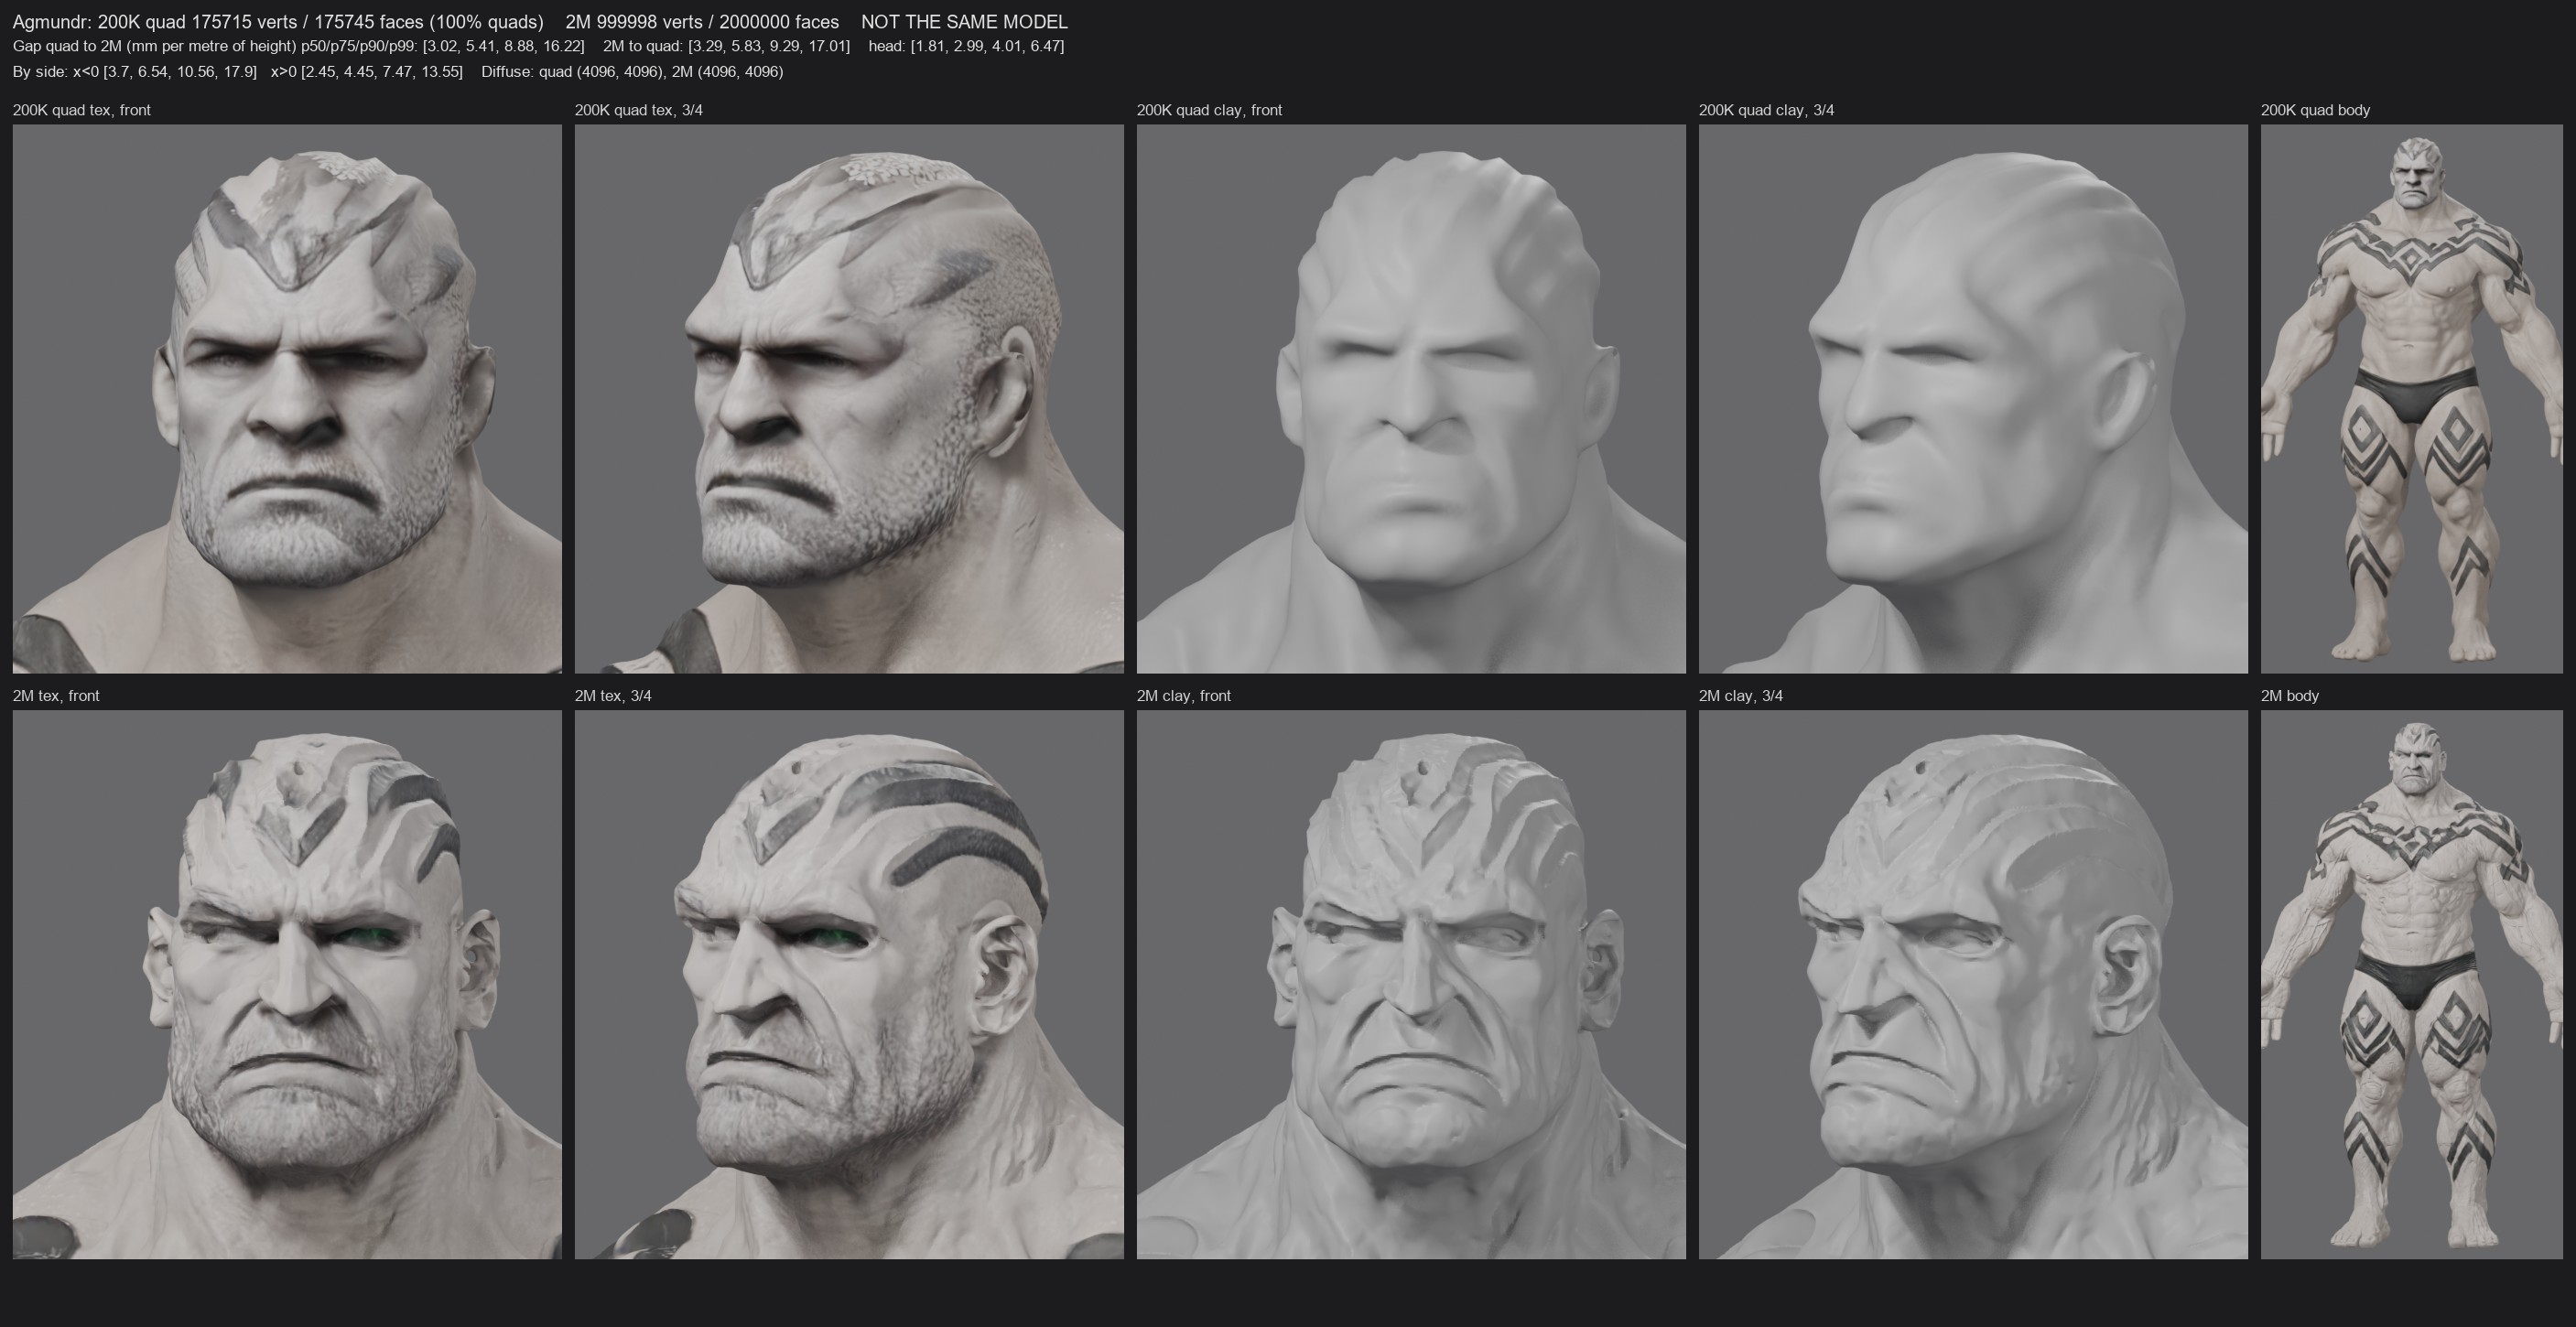 Agmundr: 200K quad 175715 verts / 175745 faces (100% quads)    2M 999998 verts / 2000000 faces    NOT THE SAME MODEL
Gap quad to 2M (mm per metre of height) p50/p75/p90/p99: [3.02, 5.41, 8.88, 16.22]    2M to quad: [3.29, 5.83, 9.29, 17.01]    head: [1.81, 2.99, 4.01, 6.47]
By side: x<0 [3.7, 6.54, 10.56, 17.9]   x>0 [2.45, 4.45, 7.47, 13.55]    Diffuse: quad (4096, 4096), 2M (4096, 4096)
200K quad tex, front
200K quad tex, 3/4
200K quad clay, front
200K quad clay, 3/4
200K quad body
2M tex, front
2M tex, 3/4
2M clay, front
2M clay, 3/4
2M body